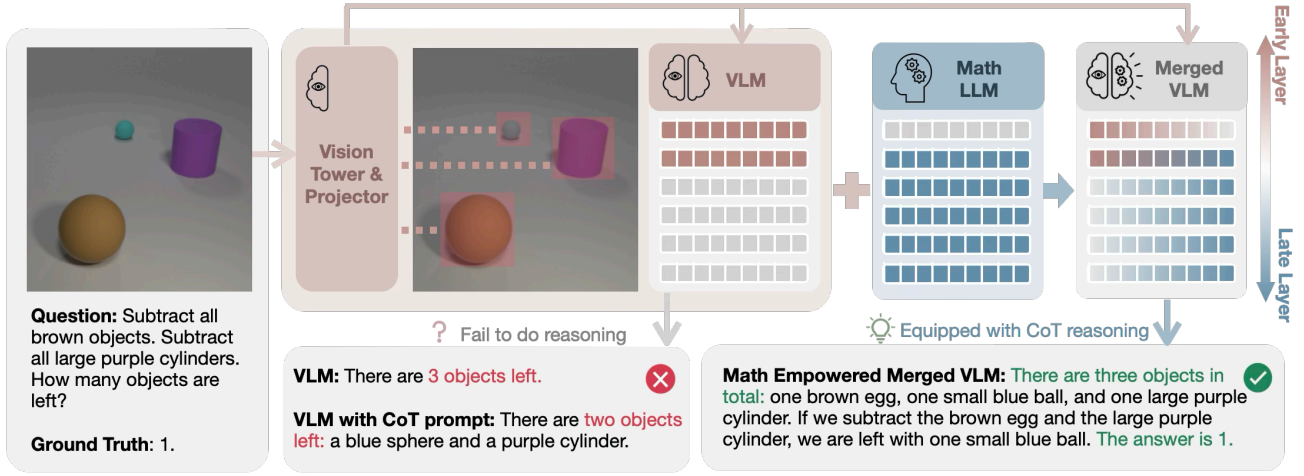 Question: Subtract all
brown objects. Subtract
all large purple cylinders.
How many objects are
left?
Ground Truth: 1.
Vision
Tower &
Projector
VLM
Math
LLM
Merged
VLM
Early Layer
Late Layer
? Fail to do reasoning
Equipped with CoT reasoning
VLM: There are 3 objects left.
VLM with CoT prompt: There are two objects
left: a blue sphere and a purple cylinder.
Math Empowered Merged VLM: There are three objects in
total: one brown egg, one small blue ball, and one large purple
cylinder. If we subtract the brown egg and the large purple
cylinder, we are left with one small blue ball. The answer is 1.